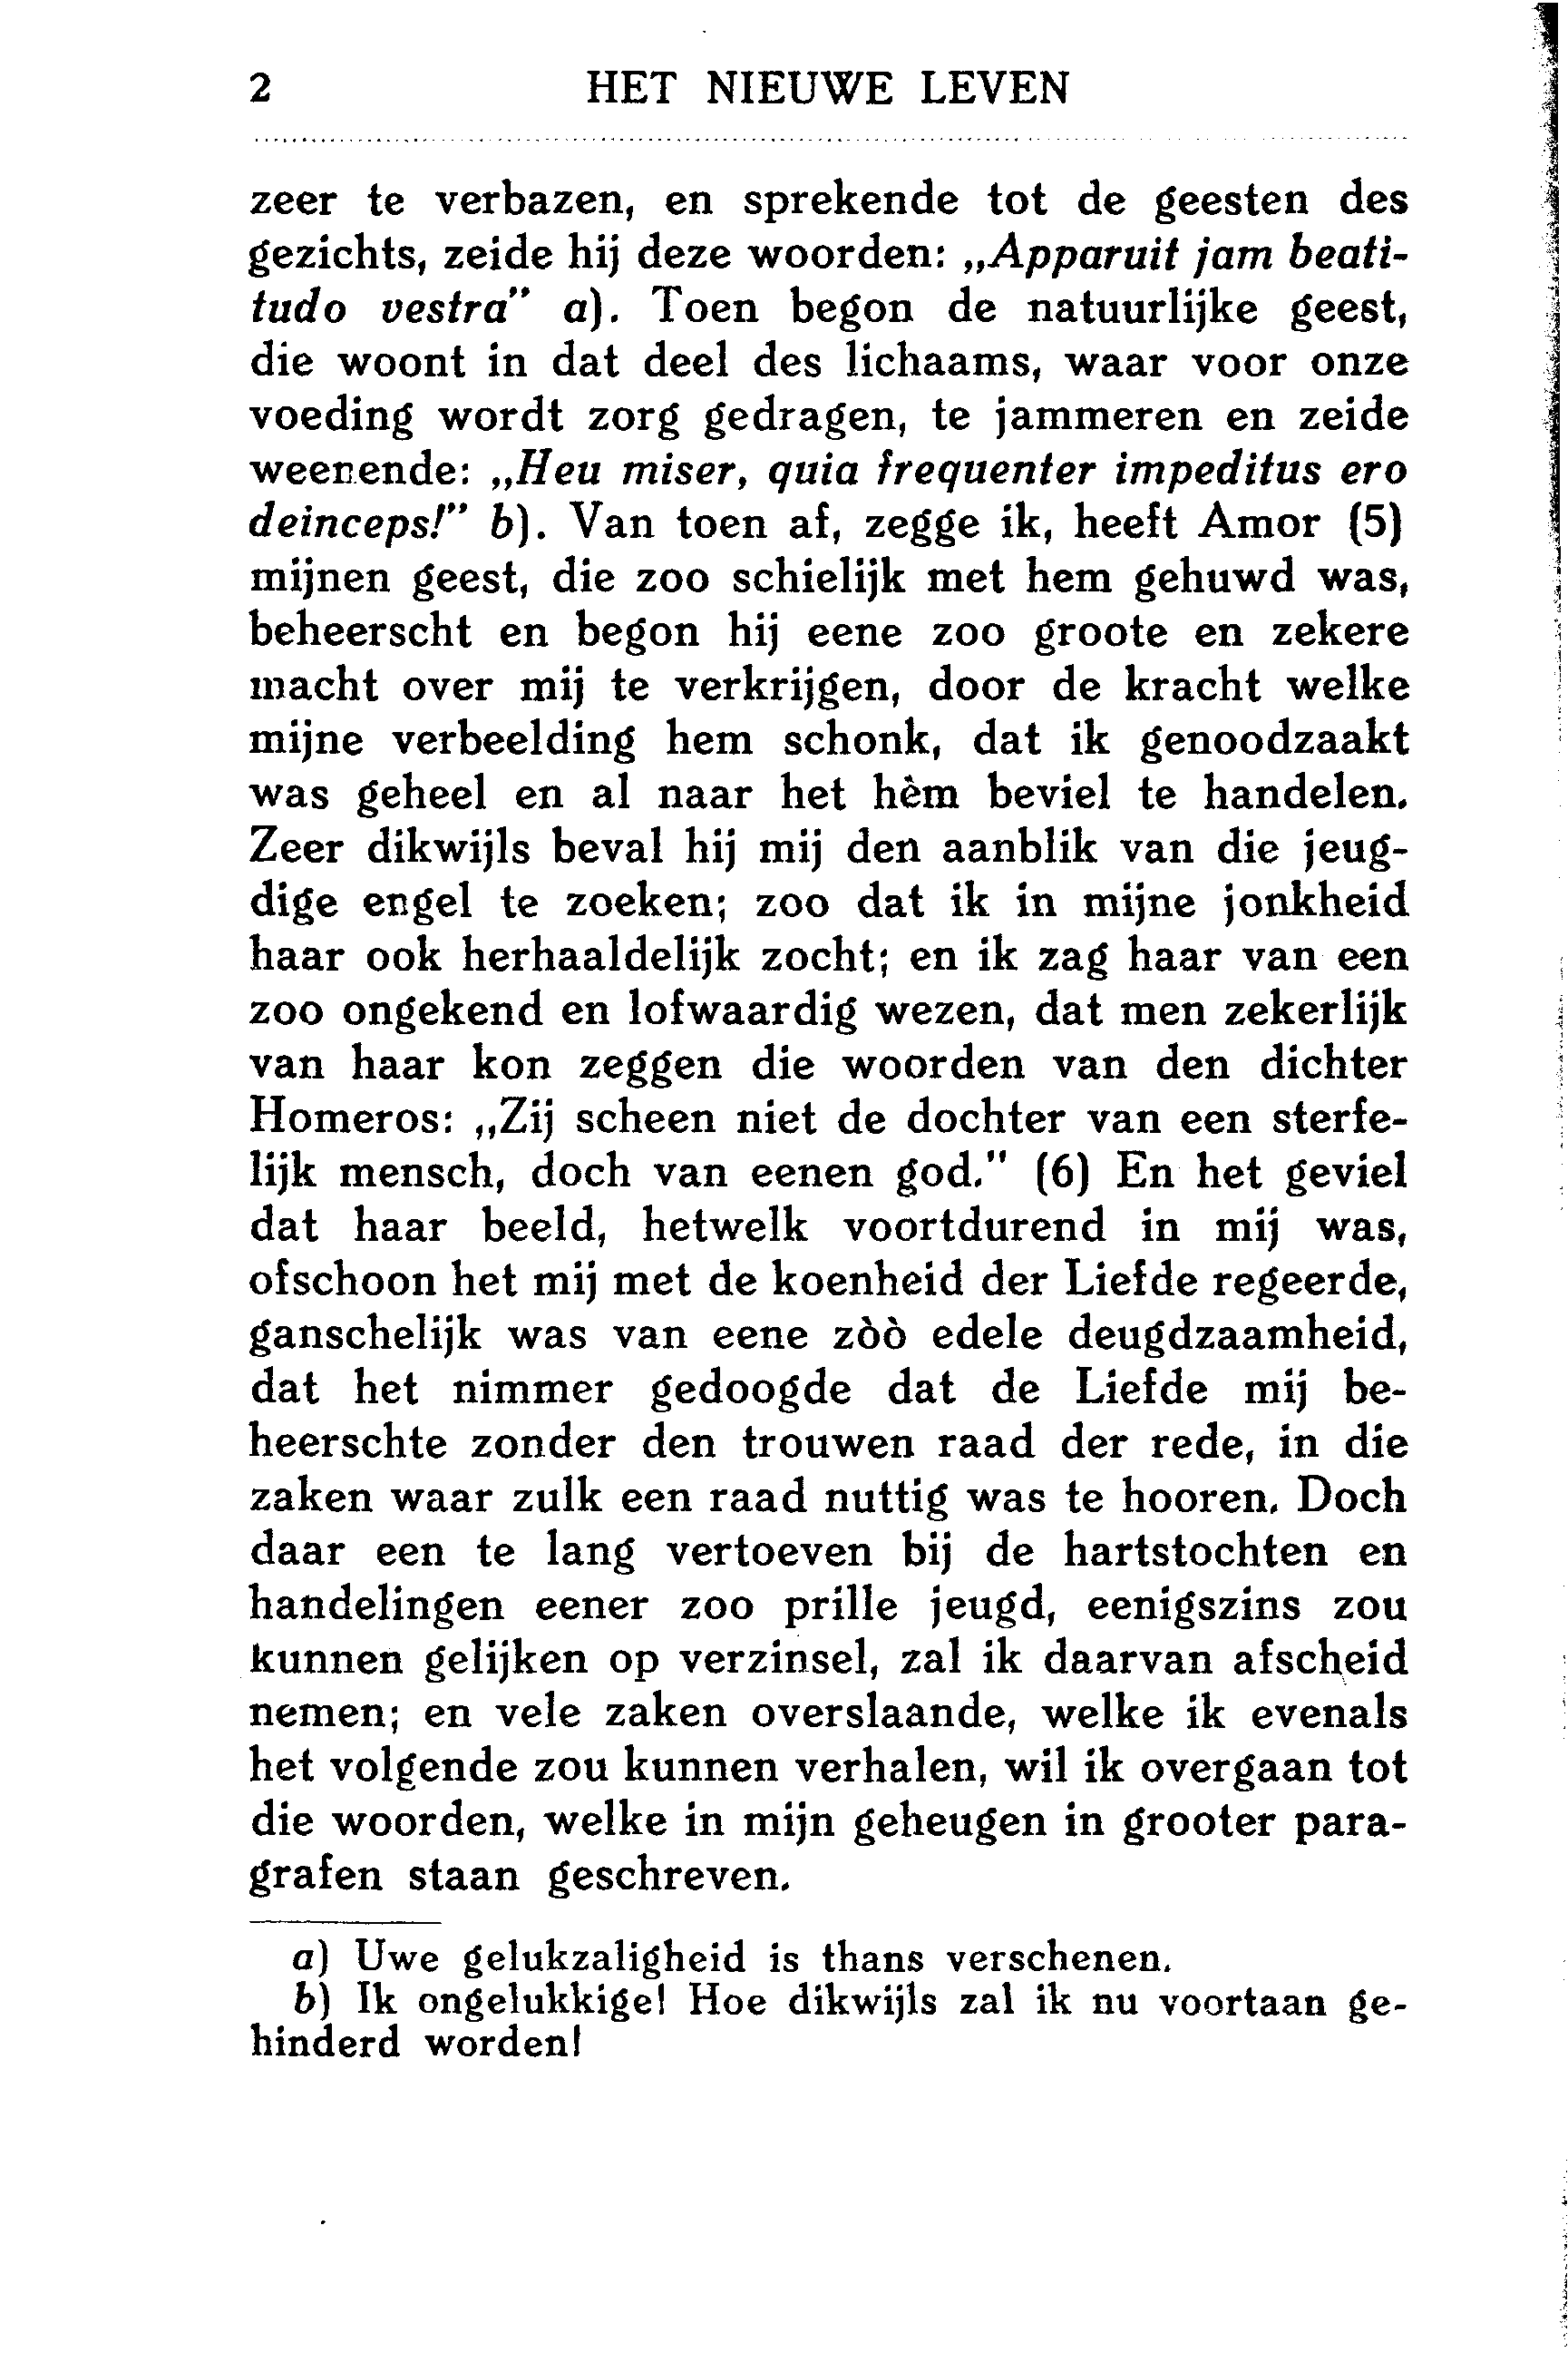 2 HET NIEUWE LEVEN
zeer te verbazen, en sprekende tot de geesten des
gezichts, zeide hij deze woorden: „Apparuit jam beati-
tudo vestra” a). Toen begon de natuurlijke geest,
die woont in dat deel des lichaams, waar voor onze
voeding wordt zorg gedragen, te jammeren en zeide
weenende: „Heu miser, quia frequenter impeditus ero
deinceps!” b). Van toen af, zegge ik, heeft Amor (5)
mijnen geest, die zoo schielijk met hem gehuwd was,
beheerscht en begon hij eene zoo groote en zekere
macht over mij te verkrijgen, door de kracht welke
mijne verbeelding hem schonk, dat ik genoodzaakt
was geheel en al naar het hèm beviel te handelen.
Zeer dikwijls beval hij mij den aanblik van die jeug-
dige engel te zoeken; zoo dat ik in mijne jonkheid
haar ook herhaaldelijk zocht; en ik zag haar van een
zoo ongekend en lofwaardig wezen, dat men zekerlijk
van haar kon zeggen die woorden van den dichter
Homeros: „Zij scheen niet de dochter van een sterfe-
lijk mensch, doch van eenen god.” (6) En het geviel
dat haar beeld, hetwelk voortdurend in mij was,
ofschoon het mij met de koenheid der Liefde regeerde,
ganschelijk was van eene zòò edele deugdzaamheid,
dat het nimmer gedoogde dat de Liefde mij be-
heerschte zonder den trouwen raad der rede, in die
zaken waar zulk een raad nuttig was te hooren. Doch
daar een te lang vertoeven bij de hartstochten en
handelingen eener zoo prille jeugd, eenigszins zou
kunnen gelijken op verzinsel, zal ik daarvan afscheid
nemen; en vele zaken overslaande, welke ik evenals
het volgende zou kunnen verhalen, wil ik overgaan tot
die woorden, welke in mijn geheugen in grooter para-
grafen staan geschreven.
a) Uwe gelukzaligheid is thans verschenen.
b) Ik ongelukkige! Hoe dikwijls zal ik nu voortaan ge-
hinderd worden!